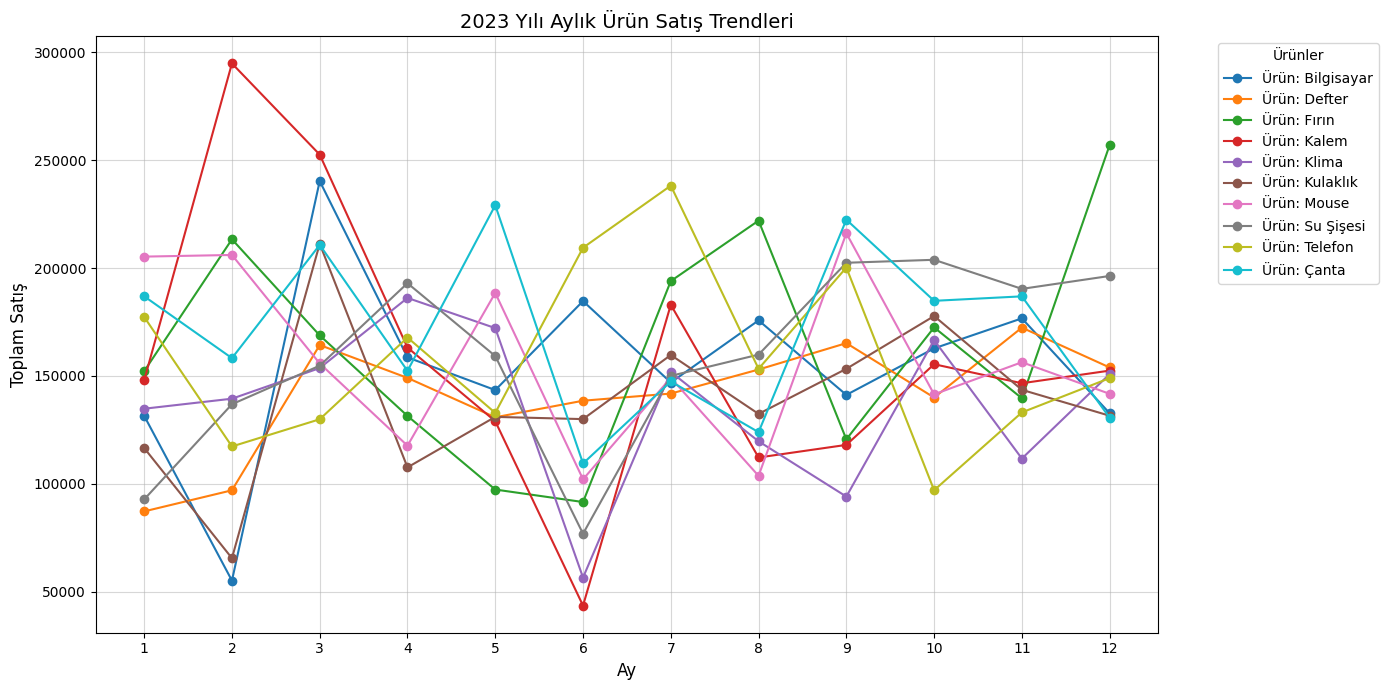 2023 Yılı Aylık Ürün Satış Trendleri
Toplam Satış
300000
250000
200000
150000
100000
50000
1 2 3 4 5 6 7 8 9 10 11 12
Ay
Ürünler
Ürün: Bilgisayar
Ürün: Defter
Ürün: Fırın
Ürün: Kalem
Ürün: Klima
Ürün: Kulaklık
Ürün: Mouse
Ürün: Su Şişesi
Ürün: Telefon
Ürün: Çanta